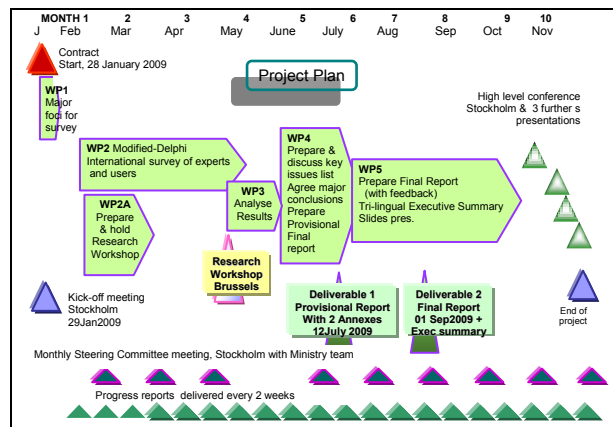 MONTH 1 2 3 4 5 6 7 8 9 10
J Feb Mar Apr May June July Aug Sep Oct Nov
Contract
Start, 28 January 2009
Project Plan
WP1
Major
foci for
survey
High level conference
Stockholm & 3 further s
presentations
WP2 Modified-Delphi
International survey of experts
and users
WP2A
Prepare
& hold
Research
Workshop
WP3
Analyse
Results
WP4
Prepare &
discuss key
issues list
Agree major
conclusions
Prepare
Provisional
Final
report
WP5
Prepare Final Report
(with feedback)
Tri-lingual Executive Summary
Slides pres.
Research
Workshop
Brussels
Kick-off meeting
Stockholm
29Jan2009
Deliverable 1
Provisional Report
With 2 Annexes
12July 2009
Deliverable 2
Final Report
01 Sep2009 +
Exec summary
End of
project
Monthly Steering Committee meeting, Stockholm with Ministry team
Progress reports delivered every 2 weeks